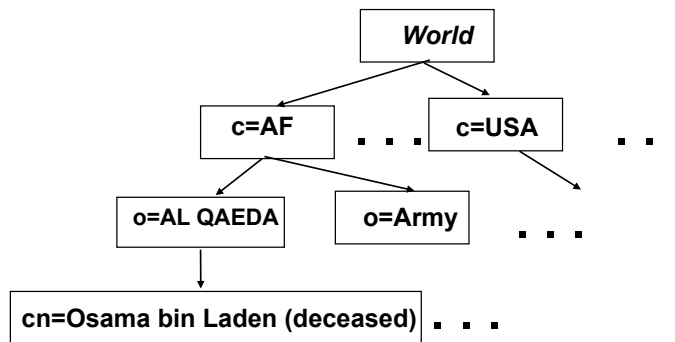 World
c=AF
c=USA
o=AL QAEDA
o=Army
cn=Osama bin Laden (deceased)